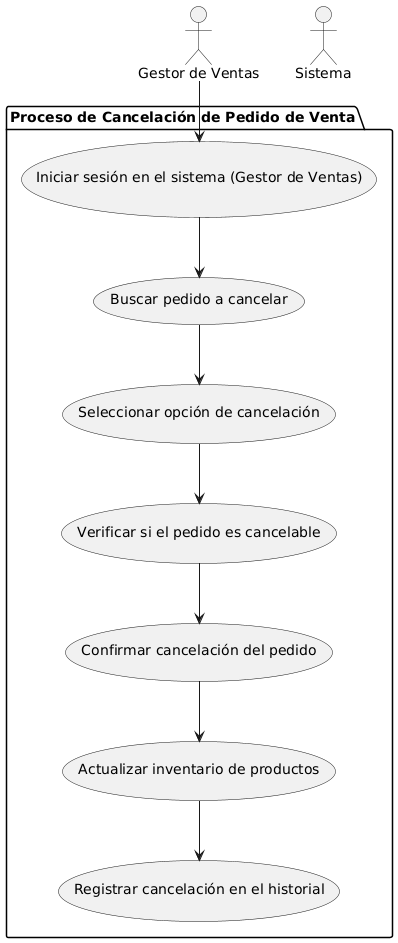 Gestor de Ventas
Sistema
Proceso de Cancelación de Pedido de Venta
Iniciar sesión en el sistema (Gestor de Ventas)
Buscar pedido a cancelar
Seleccionar opción de cancelación
Verificar si el pedido es cancelable
Confirmar cancelación del pedido
Actualizar inventario de productos
Registrar cancelación en el historial